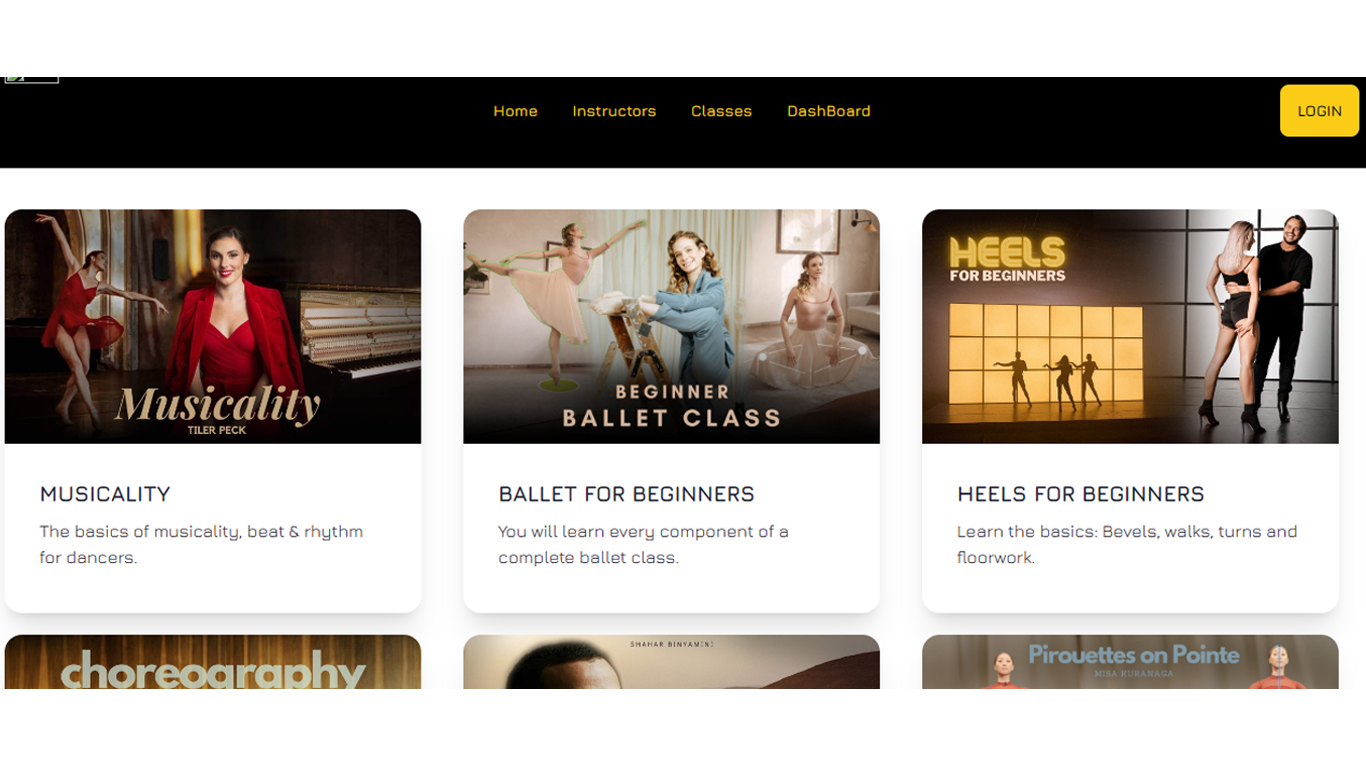 Home Instructors Classes DashBoard LOGIN
Musicality
TILER PECK
BEGINNER
BALLET CLASS
HEELS
FOR BEGINNERS
MUSICALITY
The basics of musicality, beat & rhythm
for dancers.
BALLET FOR BEGINNERS
You will learn every component of a
complete ballet class.
HEELS FOR BEGINNERS
Learn the basics: Bevels, walks, turns and
floorwork.
choreography
SHAHAR BINYAMINI
Pirouettes on Pointe
MISA KURANAGA